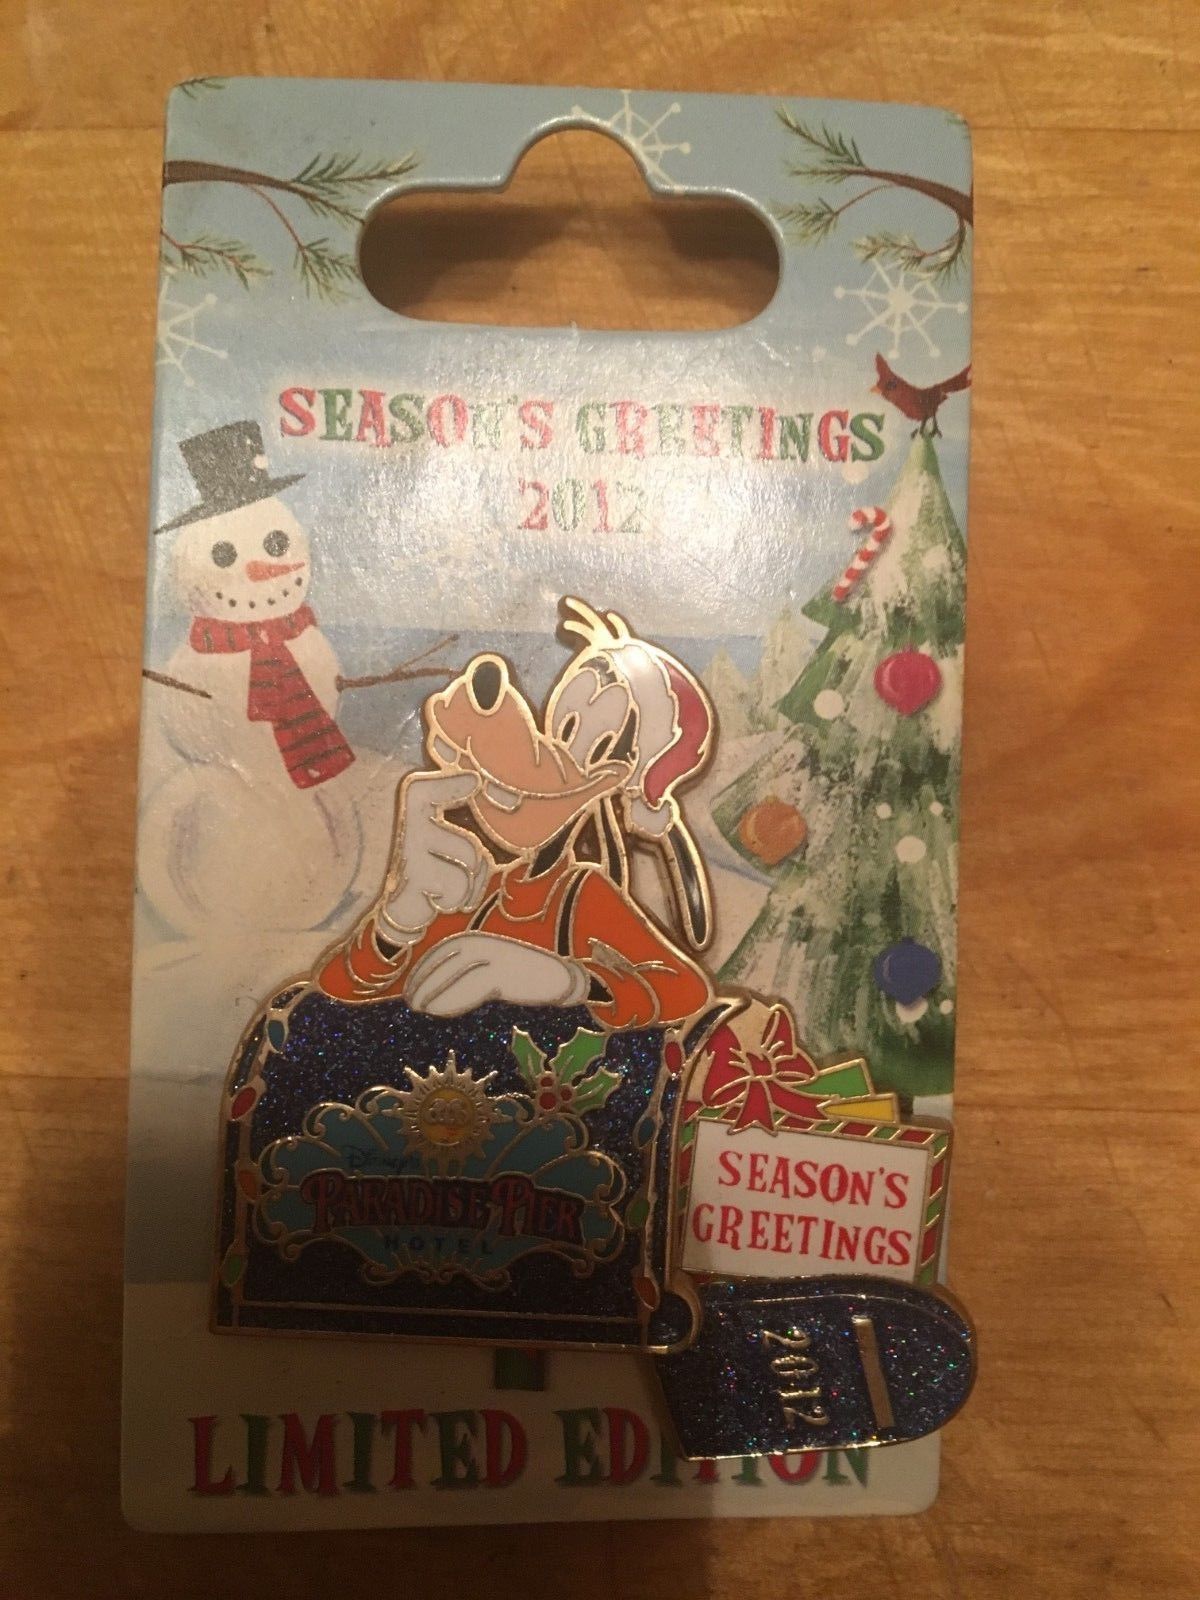 SEASON'S GREETINGS
2012
Disney's
PARADISE PIER
HOTEL
SEASON'S
GREETINGS
2012
LIMITED EDITION